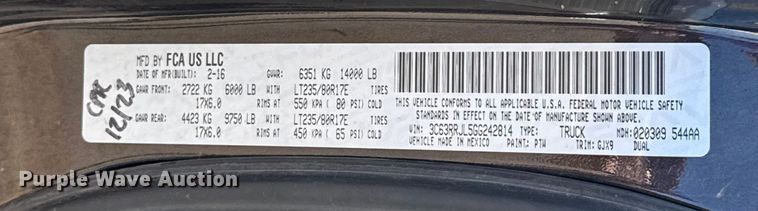 MFD BY FCA US LLC
DATE OF MFR(BUILT): 2-16 GVWR: 6351 KG 14000 LB
GAWR FRONT: 2722 KG 6000 LB WITH LT235/80R17E TIRES
17X6.0 RIMS AT 550 KPA ( 80 PSI) COLD
GAWR REAR: 4423 KG 9750 LB WITH LT235/80R17E TIRES
17X6.0 RIMS AT 450 KPA ( 65 PSI) COLD
THIS VEHICLE CONFORMS TO ALL APPLICABLE U.S.A. FEDERAL MOTOR VEHICLE SAFETY
STANDARDS IN EFFECT ON THE DATE OF MANUFACTURE SHOWN ABOVE
VIN: 3C63RRJL5GG242814 TYPE: TRUCK MDH:020309 544AA
VEHICLE MADE IN MEXICO PAINT: PTW TRIM: GJX9 DUAL
12/23
Purple Wave Auction